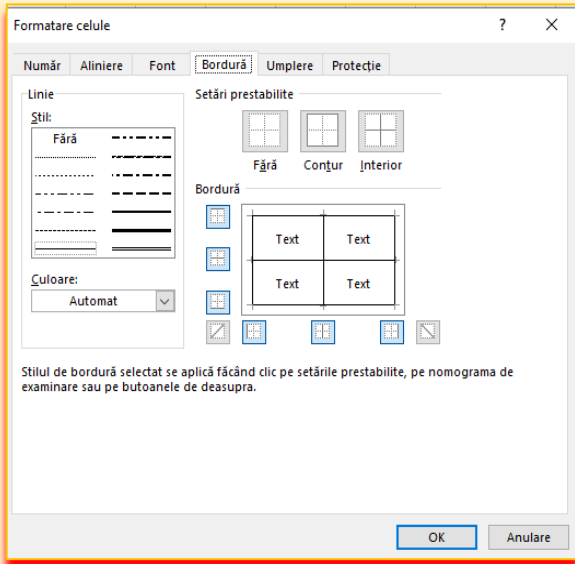 Formatare celule
Număr Aliniere Font Bordură Umplere Protecție
Linie
Stil:
Fără
Culoare:
Automat
Setări prestabilite
Fără Contur Interior
Bordură
Text Text
Text Text
Stilul de bordură selectat se aplică făcând clic pe setările prestabilite, pe nomograma de
examinare sau pe butoanele de deasupra.
OK Anulare